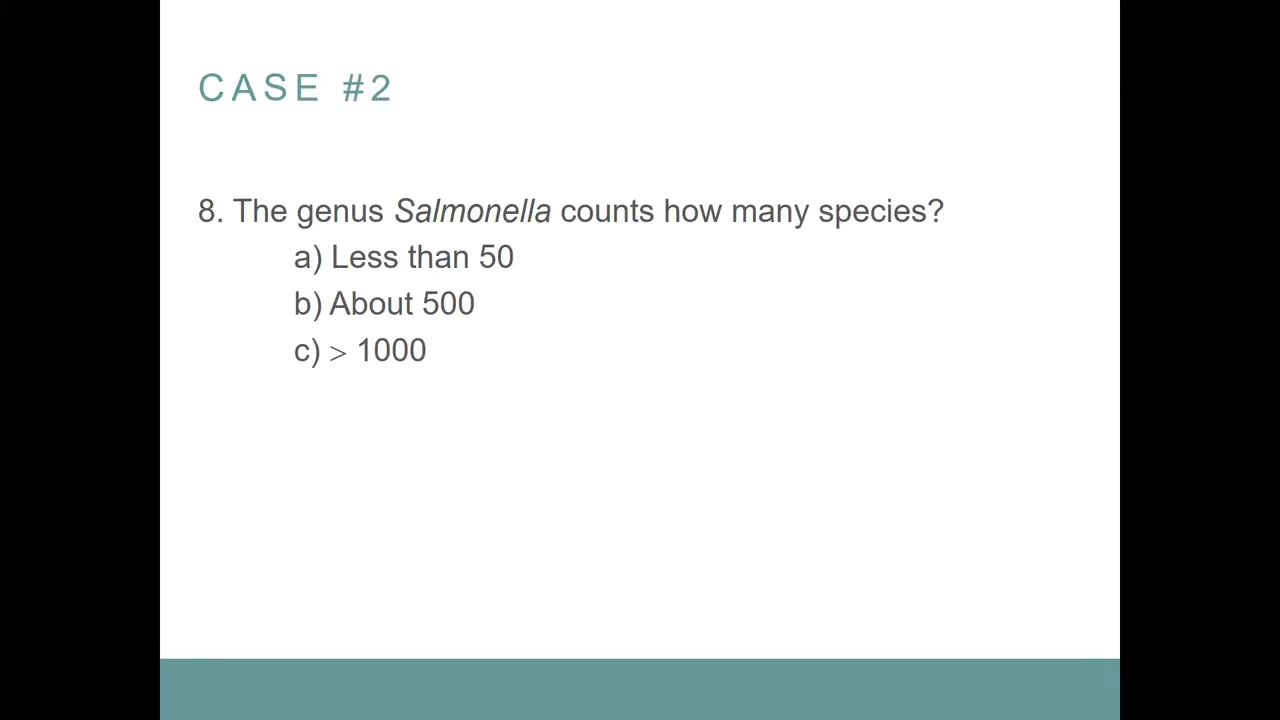 CASE #2
8. The genus Salmonella counts how many species?
a) Less than 50
b) About 500
c) > 1000